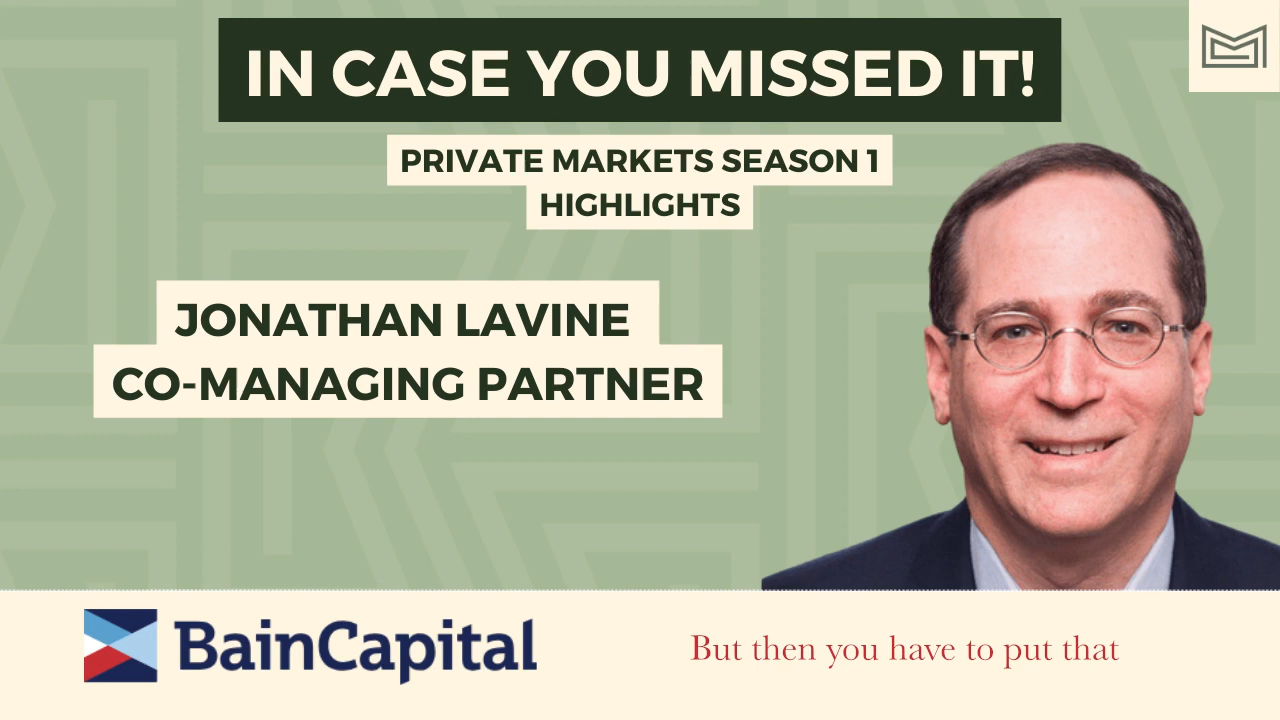 IN CASE YOU MISSED IT!
PRIVATE MARKETS SEASON 1
HIGHLIGHTS
JONATHAN LAVINE
CO-MANAGING PARTNER
BainCapital
But then you have to put that